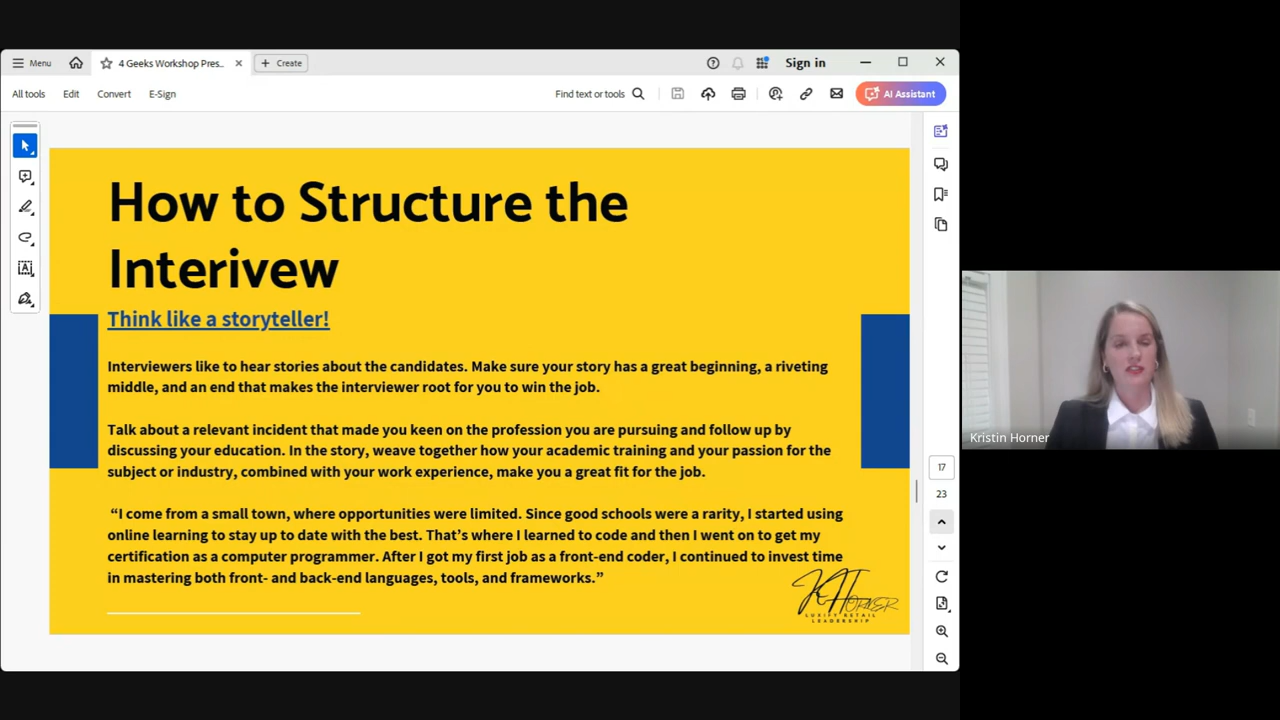 Menu
4 Geeks Workshop Pres...
Create
Sign in
All tools
Edit
Convert
E-Sign
Find text or tools
AI Assistant
How to Structure the
Interivew
Think like a storyteller!
Interviewers like to hear stories about the candidates. Make sure your story has a great beginning, a riveting
middle, and an end that makes the interviewer root for you to win the job.
Talk about a relevant incident that made you keen on the profession you are pursuing and follow up by
discussing your education. In the story, weave together how your academic training and your passion for the
subject or industry, combined with your work experience, make you a great fit for the job.
“I come from a small town, where opportunities were limited. Since good schools were a rarity, I started using
online learning to stay up to date with the best. That’s where I learned to code and then I went on to get my
certification as a computer programmer. After I got my first job as a front-end coder, I continued to invest time
in mastering both front- and back-end languages, tools, and frameworks.”
KHORNER
LUXIFY RETAIL
LEADERSHIP
17
23
Kristin Horner